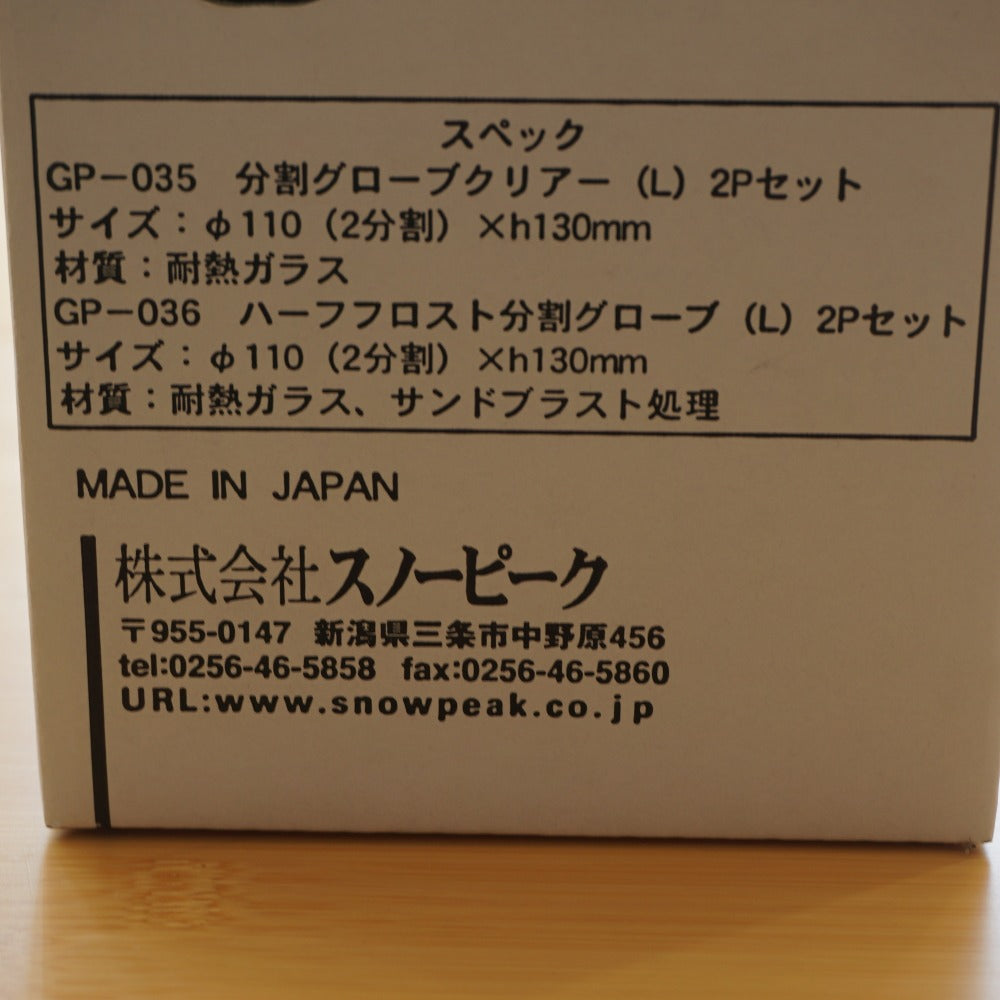 スペック
GP-035 分割グローブクリアー（L）2Pセット
サイズ：φ110（2分割）×h130mm
材質：耐熱ガラス
GP-036 ハーフフロスト分割グローブ（L）2Pセット
サイズ：φ110（2分割）×h130mm
材質：耐熱ガラス、サンドブラスト処理
MADE IN JAPAN
株式会社スノーピーク
〒955-0147 新潟県三条市中野原456
tel:0256-46-5858 fax:0256-46-5860
URL:www.snowpeak.co.jp